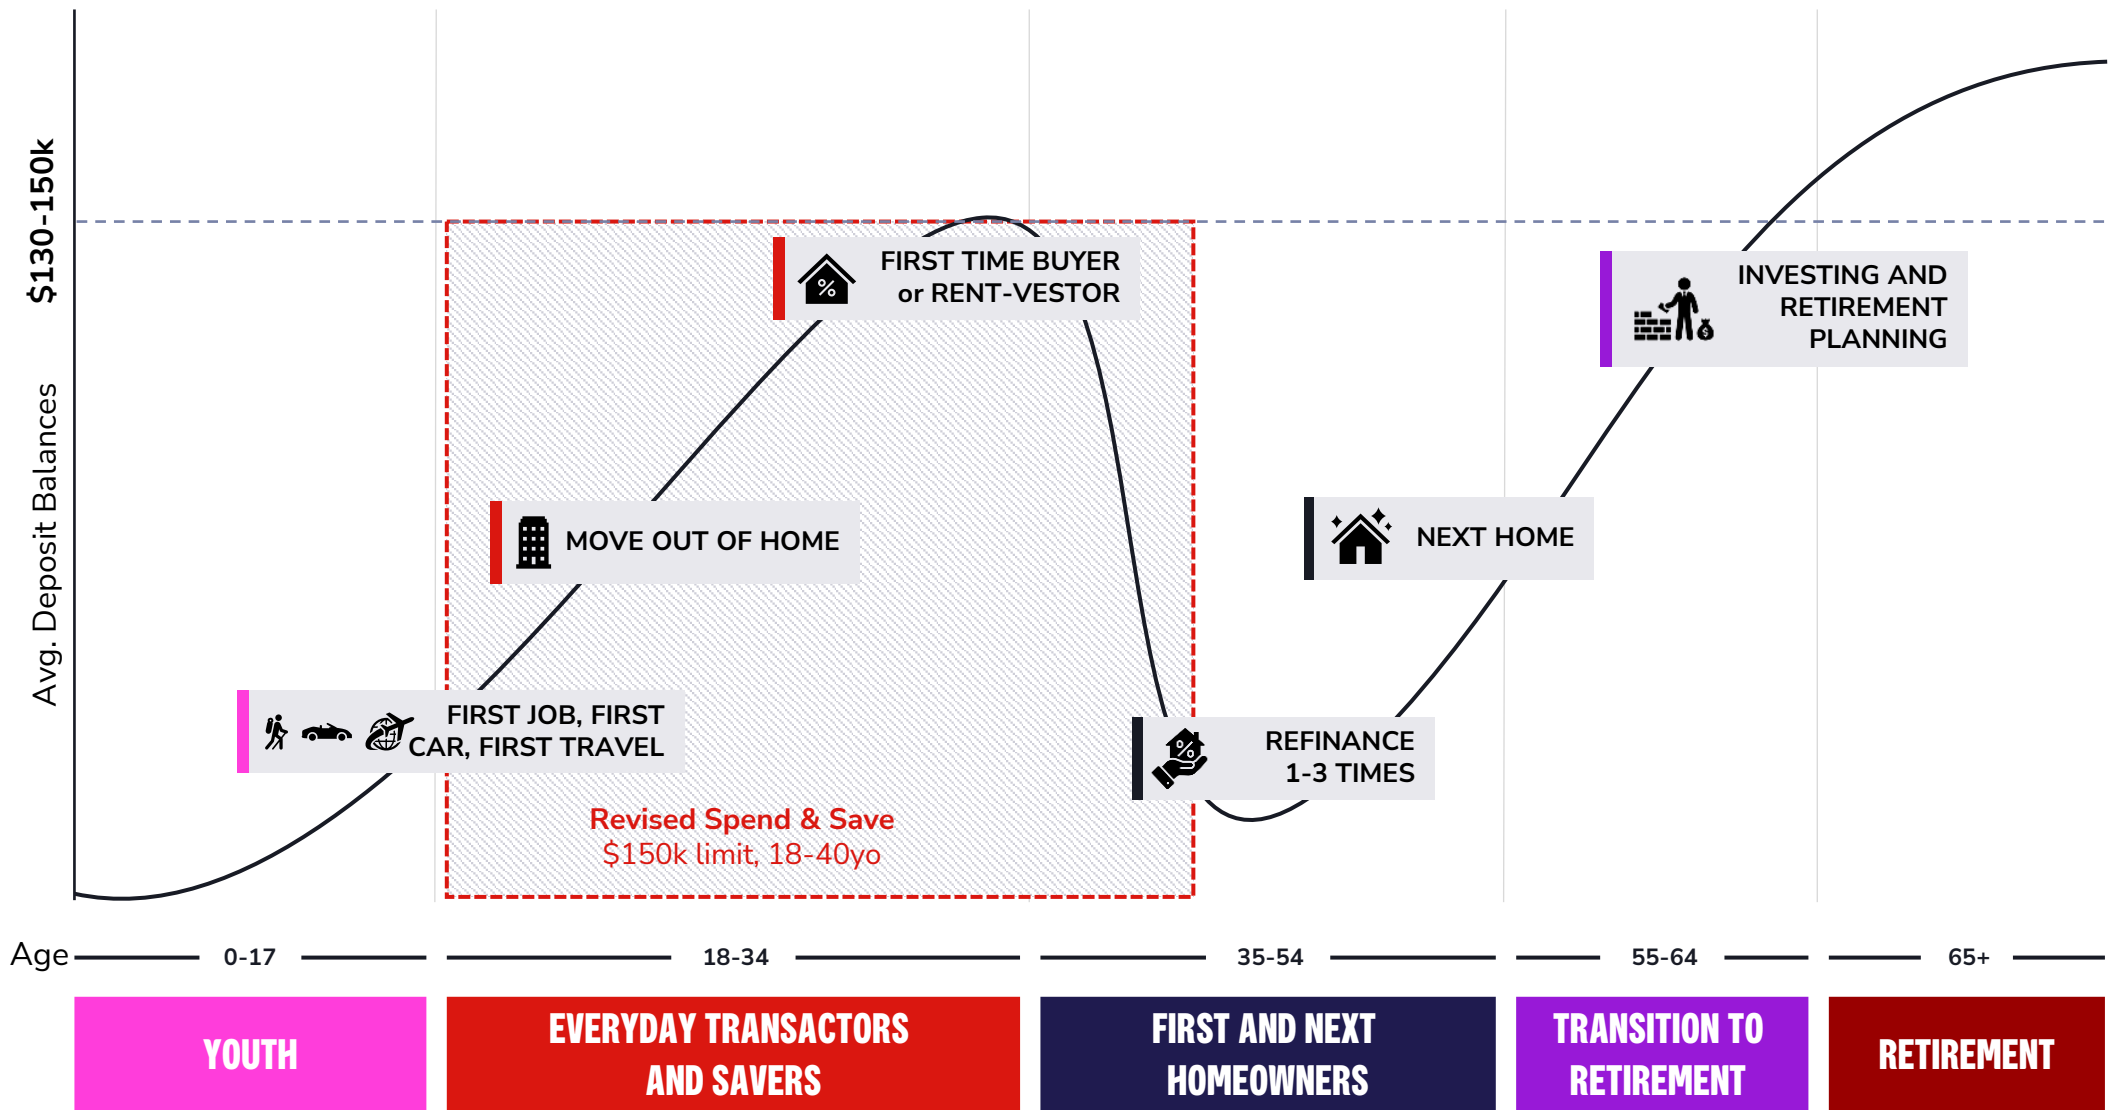 $130-150k
Avg. Deposit Balances
FIRST TIME BUYER
or RENT-VESTOR
INVESTING AND
RETIREMENT
PLANNING
MOVE OUT OF HOME
NEXT HOME
FIRST JOB, FIRST
CAR, FIRST TRAVEL
REFINANCE
1-3 TIMES
Revised Spend & Save
$150k limit, 18-40yo
Age
0-17
18-34
35-54
55-64
65+
YOUTH
EVERYDAY TRANSACTORS
AND SAVERS
FIRST AND NEXT
HOMEOWNERS
TRANSITION TO
RETIREMENT
RETIREMENT